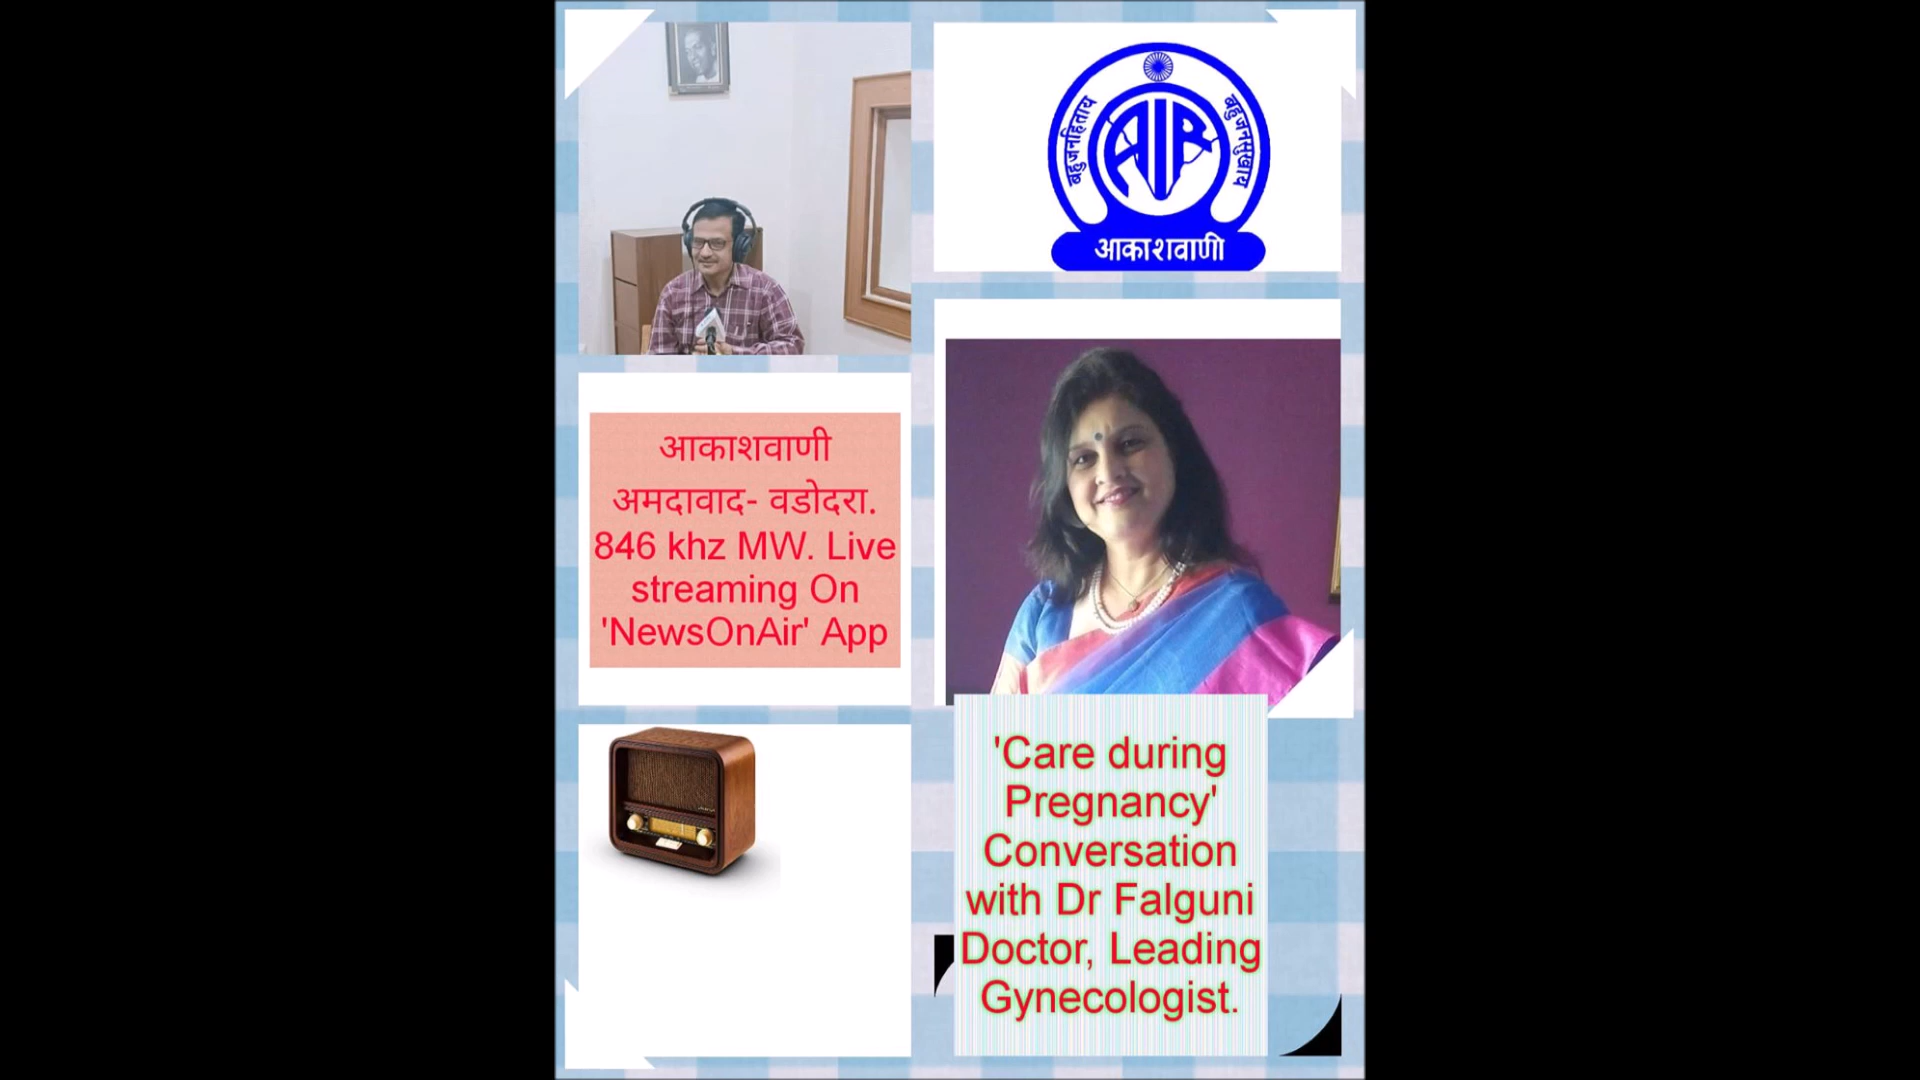 बहुजनहिताय
बहुजनसुखाय
AIR
आकाशवाणी
आकाशवाणी
अमदावाद- वडोदरा.
846 khz MW. Live
streaming On
'NewsOnAir' App
'Care during
Pregnancy'
Conversation
with Dr Falguni
Doctor, Leading
Gynecologist.